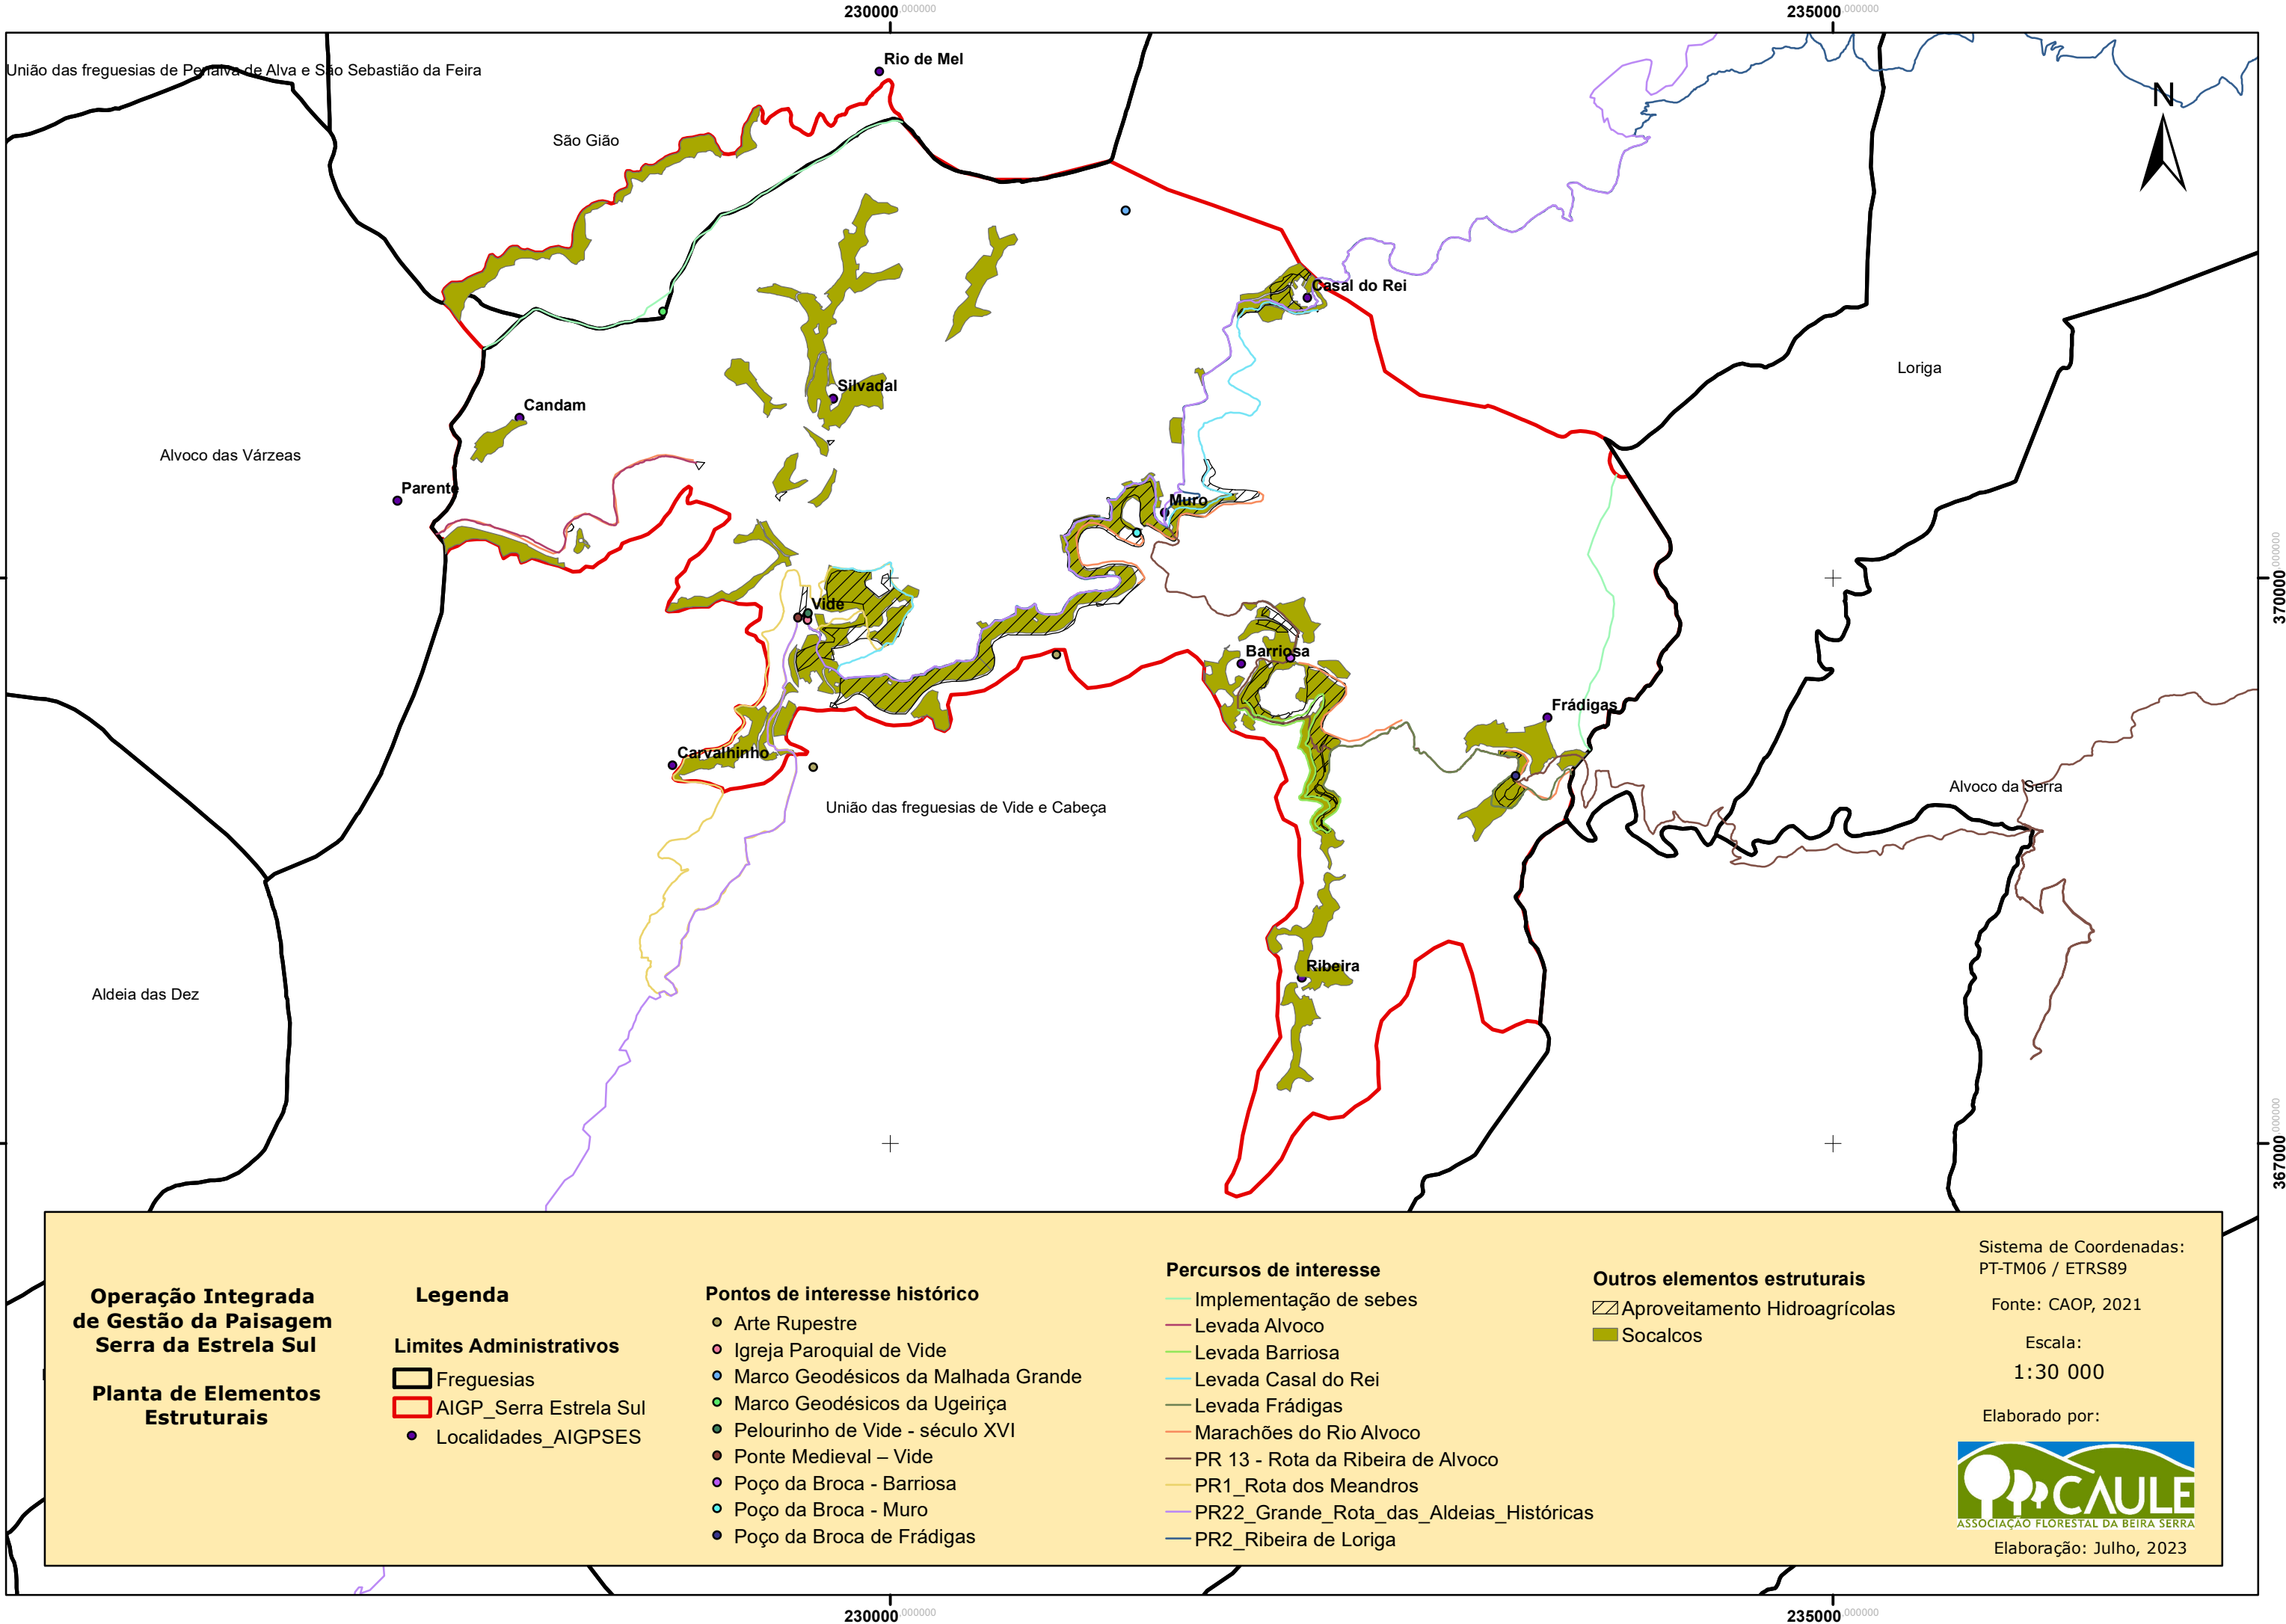 230000.000000
235000.000000
União das freguesias de Penalva de Alva e São Sebastião da Feira
Rio de Mel
N
São Gião
Casal do Rei
Loriga
Silvadal
Candam
Alvoco das Várzeas
Parente
Muro
370000.000000
Vide
Barriosa
Frádigas
Carvalhinho
Alvoco da Serra
União das freguesias de Vide e Cabeça
Ribeira
Aldeia das Dez
367000.000000
Operação Integrada
de Gestão da Paisagem
Serra da Estrela Sul
Planta de Elementos
Estruturais
Legenda
Limites Administrativos
Freguesias
AIGP_Serra Estrela Sul
Localidades_AIGPSES
Pontos de interesse histórico
Arte Rupestre
Igreja Paroquial de Vide
Marco Geodésicos da Malhada Grande
Marco Geodésicos da Ugeiriça
Pelourinho de Vide - século XVI
Ponte Medieval – Vide
Poço da Broca - Barriosa
Poço da Broca - Muro
Poço da Broca de Frádigas
Percursos de interesse
Implementação de sebes
Levada Alvoco
Levada Barriosa
Levada Casal do Rei
Levada Frádigas
Marachões do Rio Alvoco
PR 13 - Rota da Ribeira de Alvoco
PR1_Rota dos Meandros
PR22_Grande_Rota_das_Aldeias_Históricas
PR2_Ribeira de Loriga
Outros elementos estruturais
Aproveitamento Hidroagrícolas
Socalcos
Sistema de Coordenadas:
PT-TM06 / ETRS89
Fonte: CAOP, 2021
Escala:
1:30 000
Elaborado por:
CAULE
ASSOCIAÇÃO FLORESTAL DA BEIRA SERRA
Elaboração: Julho, 2023
230000.000000
235000.000000